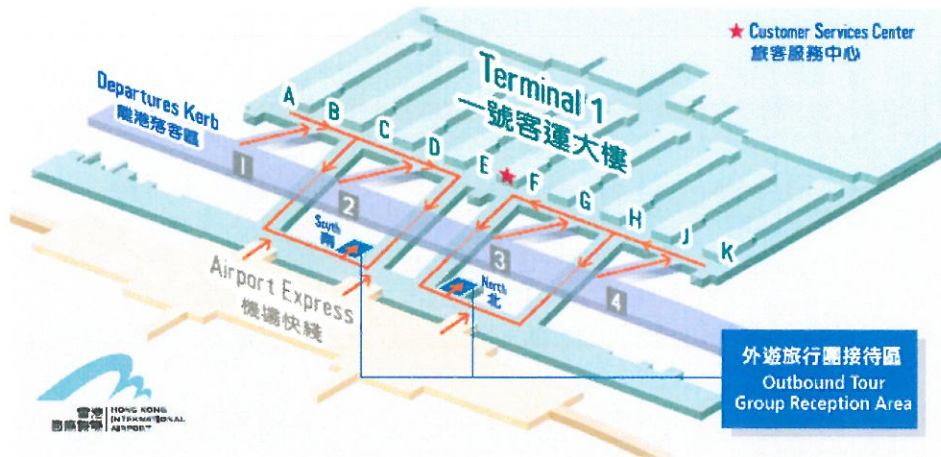 ★ Customer Services Center
旅客服務中心
Terminal 1
一號客運大樓
Departures Kerb
離港落客區
A
B
C
D
E
F
G
H
J
K
1
2
3
4
South
南
North
北
Airport Express
機場快綫
外遊旅行團接待區
Outbound Tour
Group Reception Area
香港
國際機場
HONG KONG
INTERNATIONAL
AIRPORT